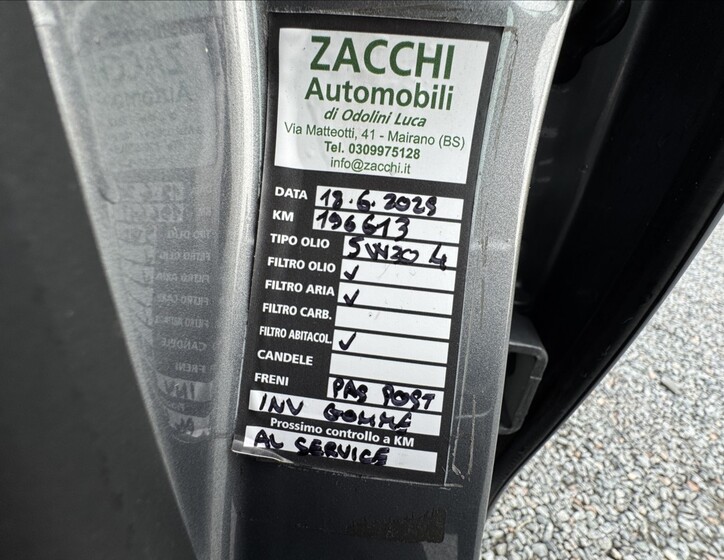 ZACCHI
Automobili
di Odolini Luca
Via Matteotti, 41 - Mairano (BS)
Tel. 0309975128
info@zacchi.it
DATA 18.6.2025
KM 196613
TIPO OLIO 5W30 4
FILTRO OLIO ✓
FILTRO ARIA ✓
FILTRO CARB.
FILTRO ABITACOL. ✓
CANDELE
FRENI PAS POST
INV GOMME
Prossimo controllo a KM
AL SERVICE